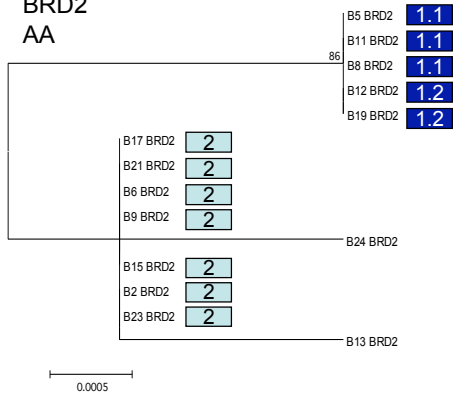 BRD2
AA
B5 BRD2 1.1
B11 BRD2 1.1
86
B8 BRD2 1.1
B12 BRD2 1.2
B19 BRD2 1.2
B17 BRD2 2
B21 BRD2 2
B6 BRD2 2
B9 BRD2 2
B24 BRD2
B15 BRD2 2
B2 BRD2 2
B23 BRD2 2
B13 BRD2
0.0005